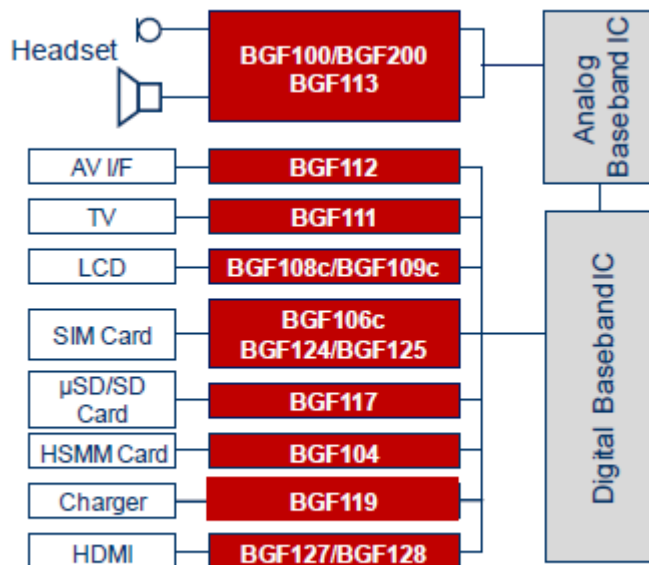 Headset
BGF100/BGF200
BGF113
Analog
Baseband IC
AV I/F
BGF112
TV
BGF111
LCD
BGF108c/BGF109c
SIM Card
BGF106c
BGF124/BGF125
µSD/SD
Card
BGF117
HSMM Card
BGF104
Charger
BGF119
HDMI
BGF127/BGF128
Digital Baseband IC